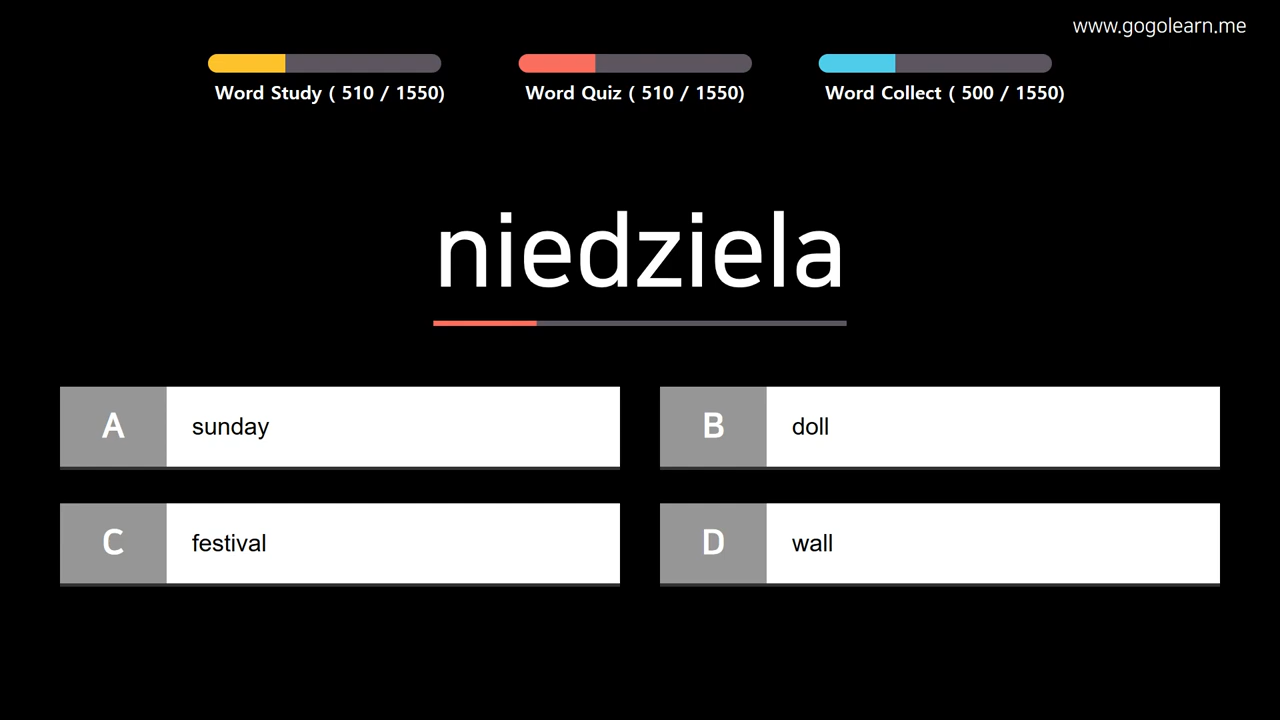 www.gogolearn.me
Word Study ( 510 / 1550)
Word Quiz ( 510 / 1550)
Word Collect ( 500 / 1550)
niedziela
A
sunday
B
doll
C
festival
D
wall